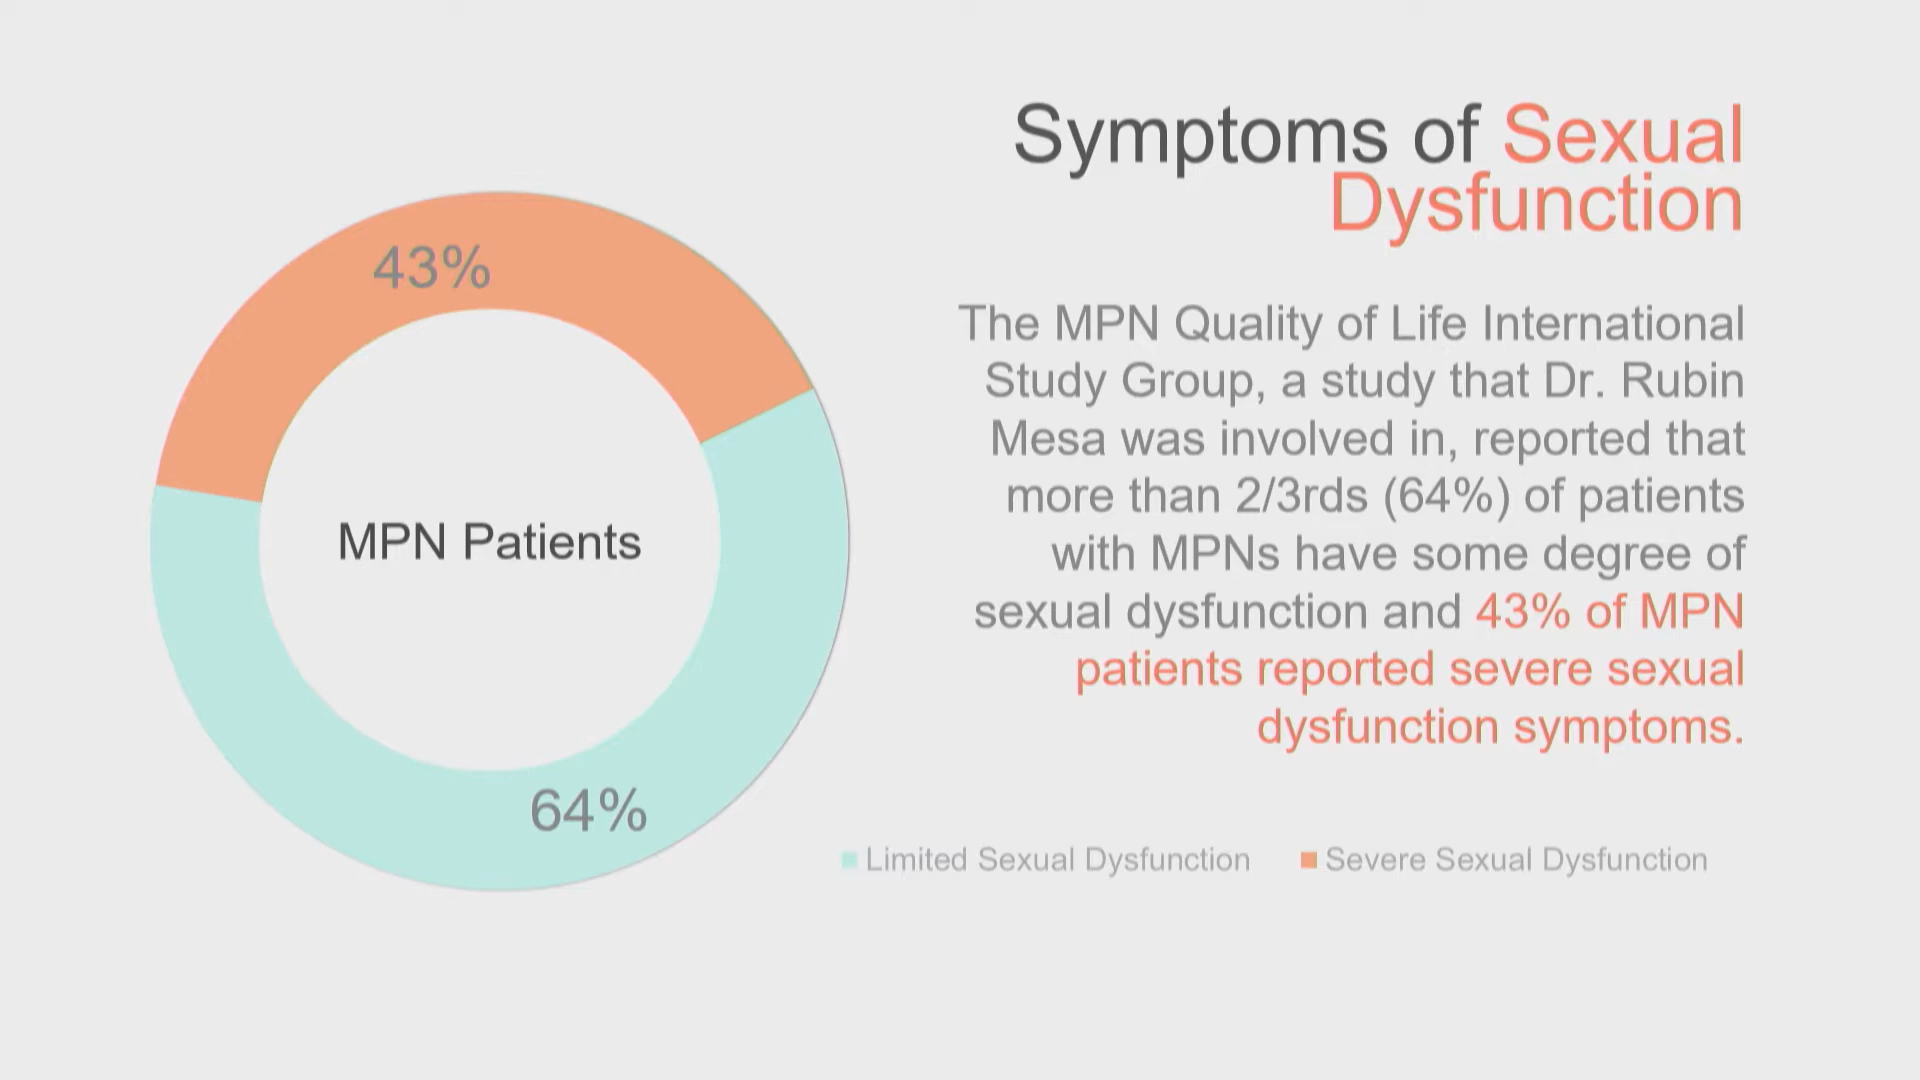 Symptoms of Sexual
Dysfunction
43%
MPN Patients
64%
The MPN Quality of Life International
Study Group, a study that Dr. Rubin
Mesa was involved in, reported that
more than 2/3rds (64%) of patients
with MPNs have some degree of
sexual dysfunction and 43% of MPN
patients reported severe sexual
dysfunction symptoms.
Limited Sexual Dysfunction
Severe Sexual Dysfunction